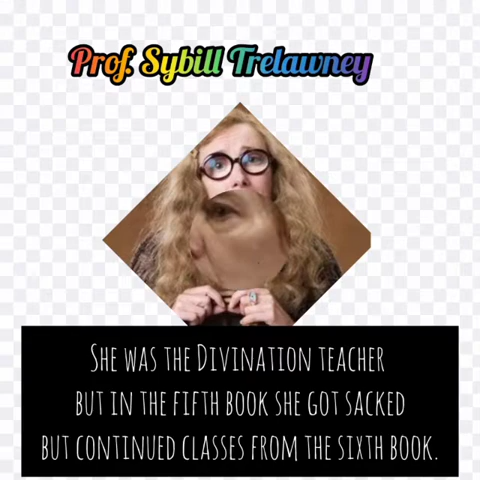 Prof. Sybill Trelawney
She was the Divination teacher
but in the fifth book she got sacked
but continued classes from the sixth book.